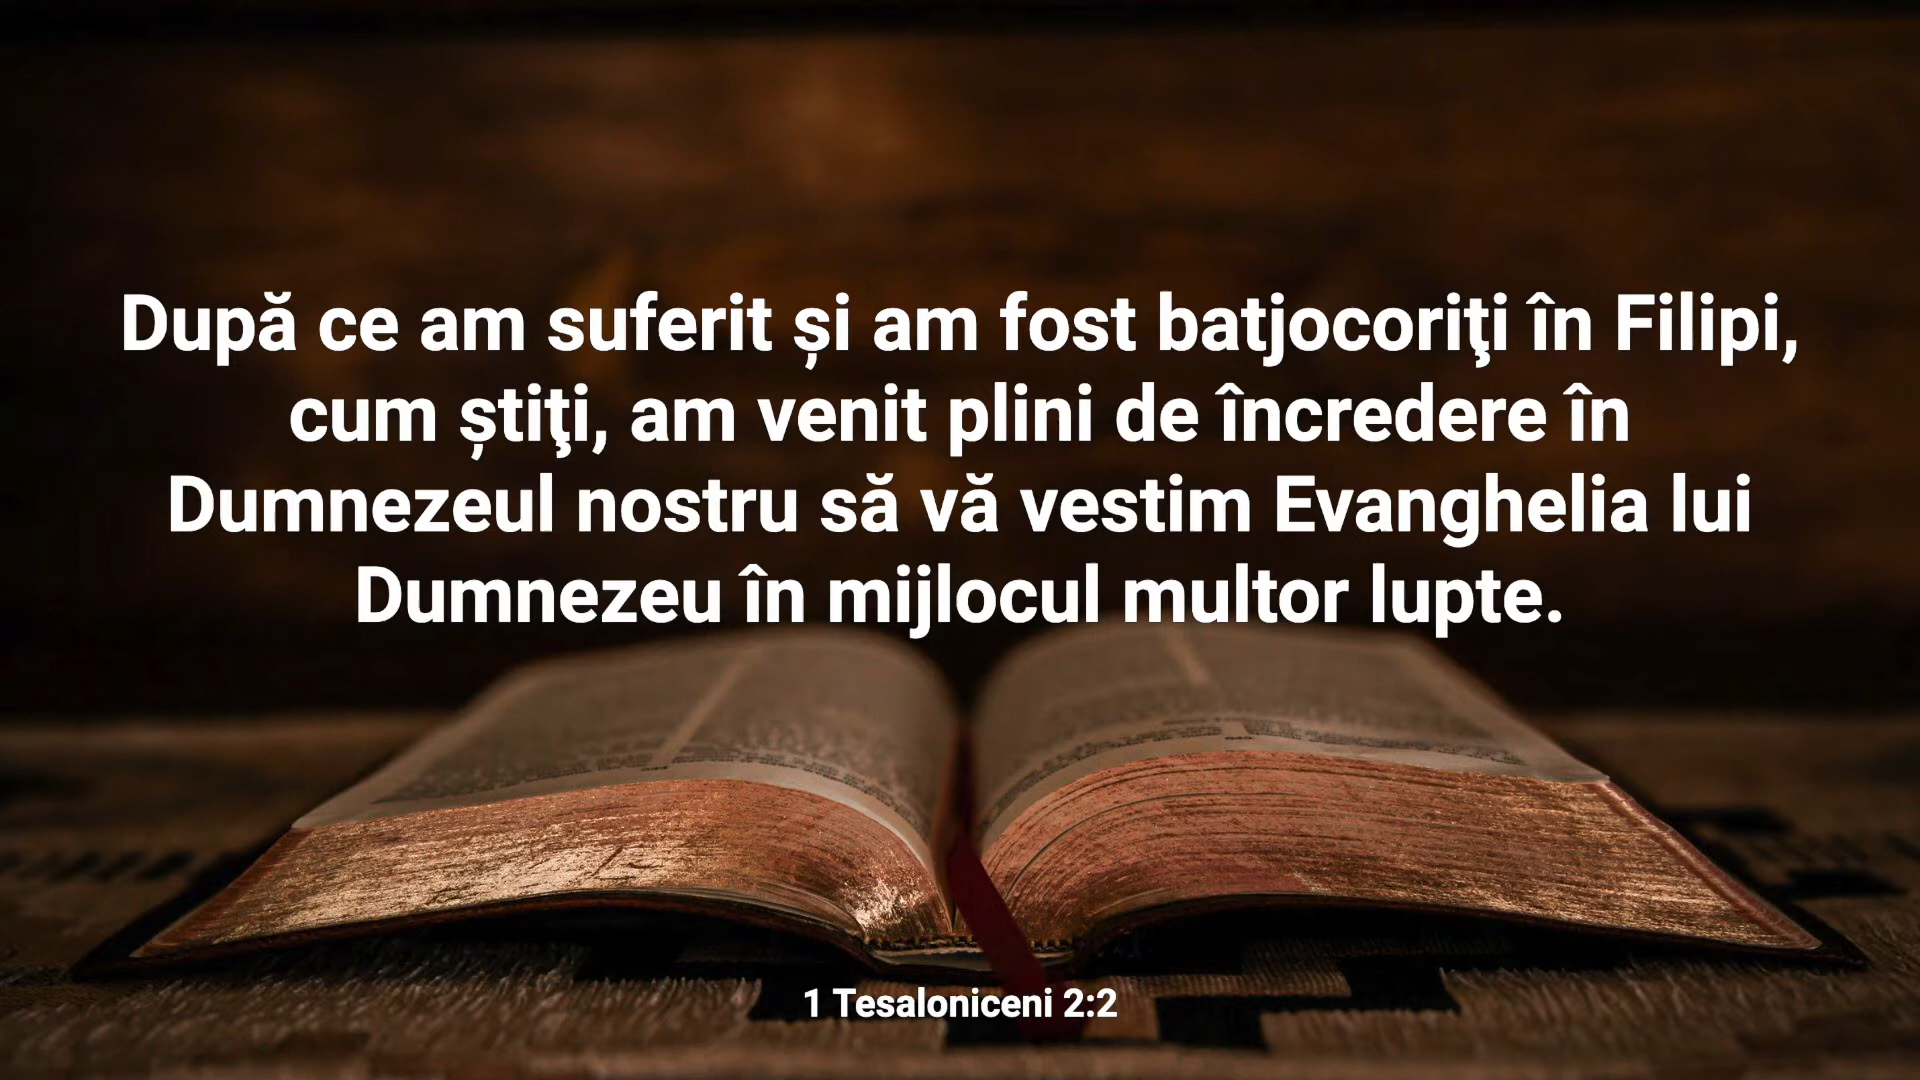 După ce am suferit și am fost batjocoriţi în Filipi,
cum știţi, am venit plini de încredere în
Dumnezeul nostru să vă vestim Evanghelia lui
Dumnezeu în mijlocul multor lupte.
1 Tesaloniceni 2:2